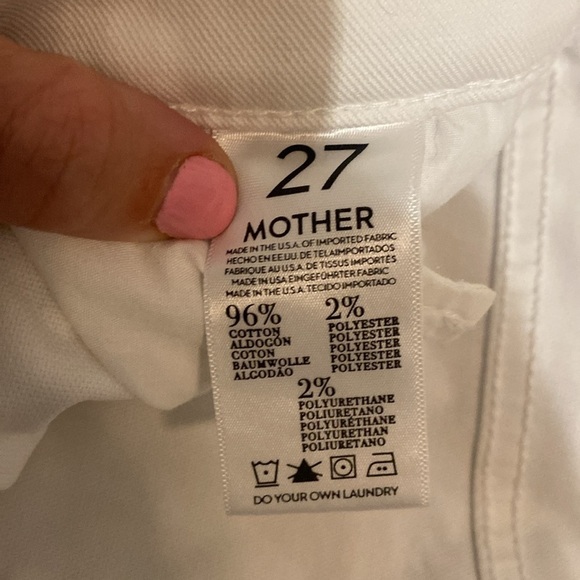 27
MOTHER
MADE IN THE U.S.A. OF IMPORTED FABRIC
HECHO EN EE.UU. DE TELAIMPORTADOS
FABRIQUE AU U.S.A. DE TISSUS IMPORTÉS
MADE IN USA EINGEFÜHRTER FABRIC
MADE IN THE U.S.A. TECIDO IMPORTADO
96%
COTTON
ALDOGÓN
COTON
BAUMWOLLE
ALGODÃO
2%
POLYESTER
POLYESTER
POLYESTER
POLYESTER
POLYESTER
2%
POLYURETHANE
POLIURETANO
POLYURÉTHANE
POLYURETHAN
POLIURETANO
DO YOUR OWN LAUNDRY